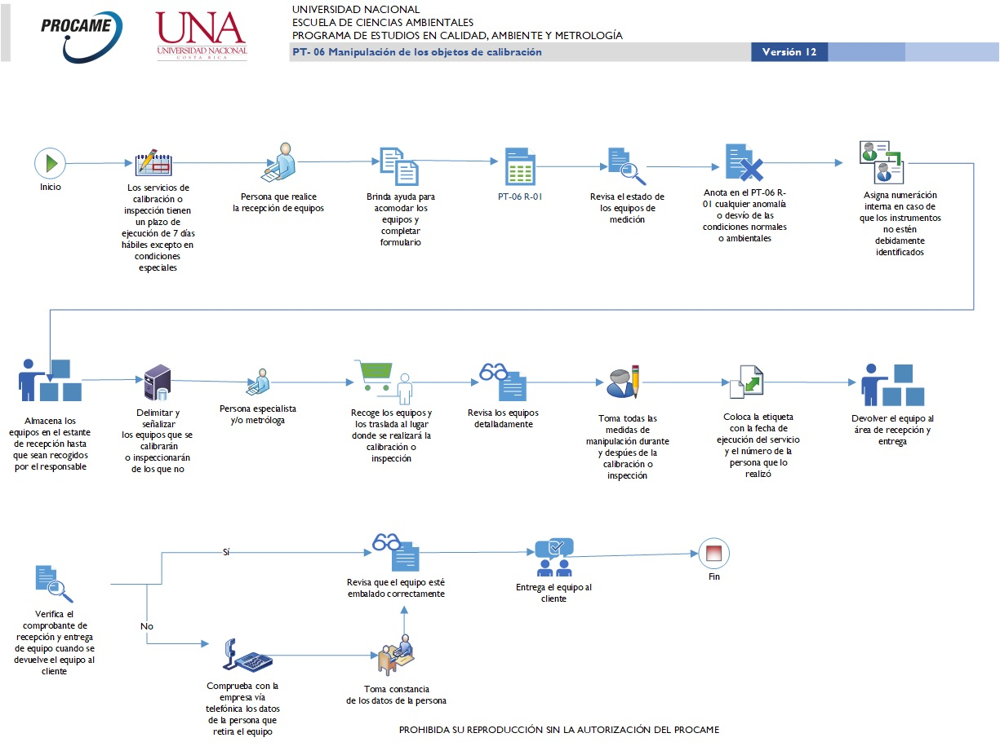 PROCAME
UNA
UNIVERSIDAD NACIONAL
COSTA RICA
UNIVERSIDAD NACIONAL
ESCUELA DE CIENCIAS AMBIENTALES
PROGRAMA DE ESTUDIOS EN CALIDAD, AMBIENTE Y METROLOGÍA
PT- 06 Manipulación de los objetos de calibración
Versión 12
Inicio
Los servicios de
calibración o
inspección tienen
un plazo de
ejecución de 7 días
hábiles excepto en
condiciones
especiales
Persona que realice
la recepción de equipos
Brinda ayuda para
acomodar los
equipos y
completar
formulario
PT-06 R-01
Revisa el estado de
los equipos de
medición
Anota en el PT-06 R-
01 cualquier anomalía
o desvío de las
condiciones normales
o ambientales
Asigna numeráción
interna en caso de
que los instrumentos
no estén
debidamente
identificados
Almacena los
equipos en el estante
de recepción hasta
que sean recogidos
por el responsable
Delimitar y
señalizar
los equipos que se
calibrarán
o inspeccionarán
de los que no
Persona especialista
y/o metróloga
Recoge los equipos y
los traslada al lugar
donde se realizará la
calibración o
inspección
Revisa los equipos
detalladamente
Toma todas las
medidas de
manipulación durante
y despúes de la
calibración o
inspección
Coloca la etiqueta
con la fecha de
ejecución del servicio
y el número de la
persona que lo
realizó
Devolver el equipo al
área de recepción y
entrega
Verifica el
comprobante de
recepción y entrega
de equipo cuando se
devuelve el equipo al
cliente
Sí
No
Revisa que el equipo esté
embalado correctamente
Entrega el equipo al
cliente
Fin
Comprueba con la
empresa vía
telefónica los datos
de la persona que
retira el equipo
Toma constancia
de los datos de la persona
PROHIBIDA SU REPRODUCCIÓN SIN LA AUTORIZACIÓN DEL PROCAME